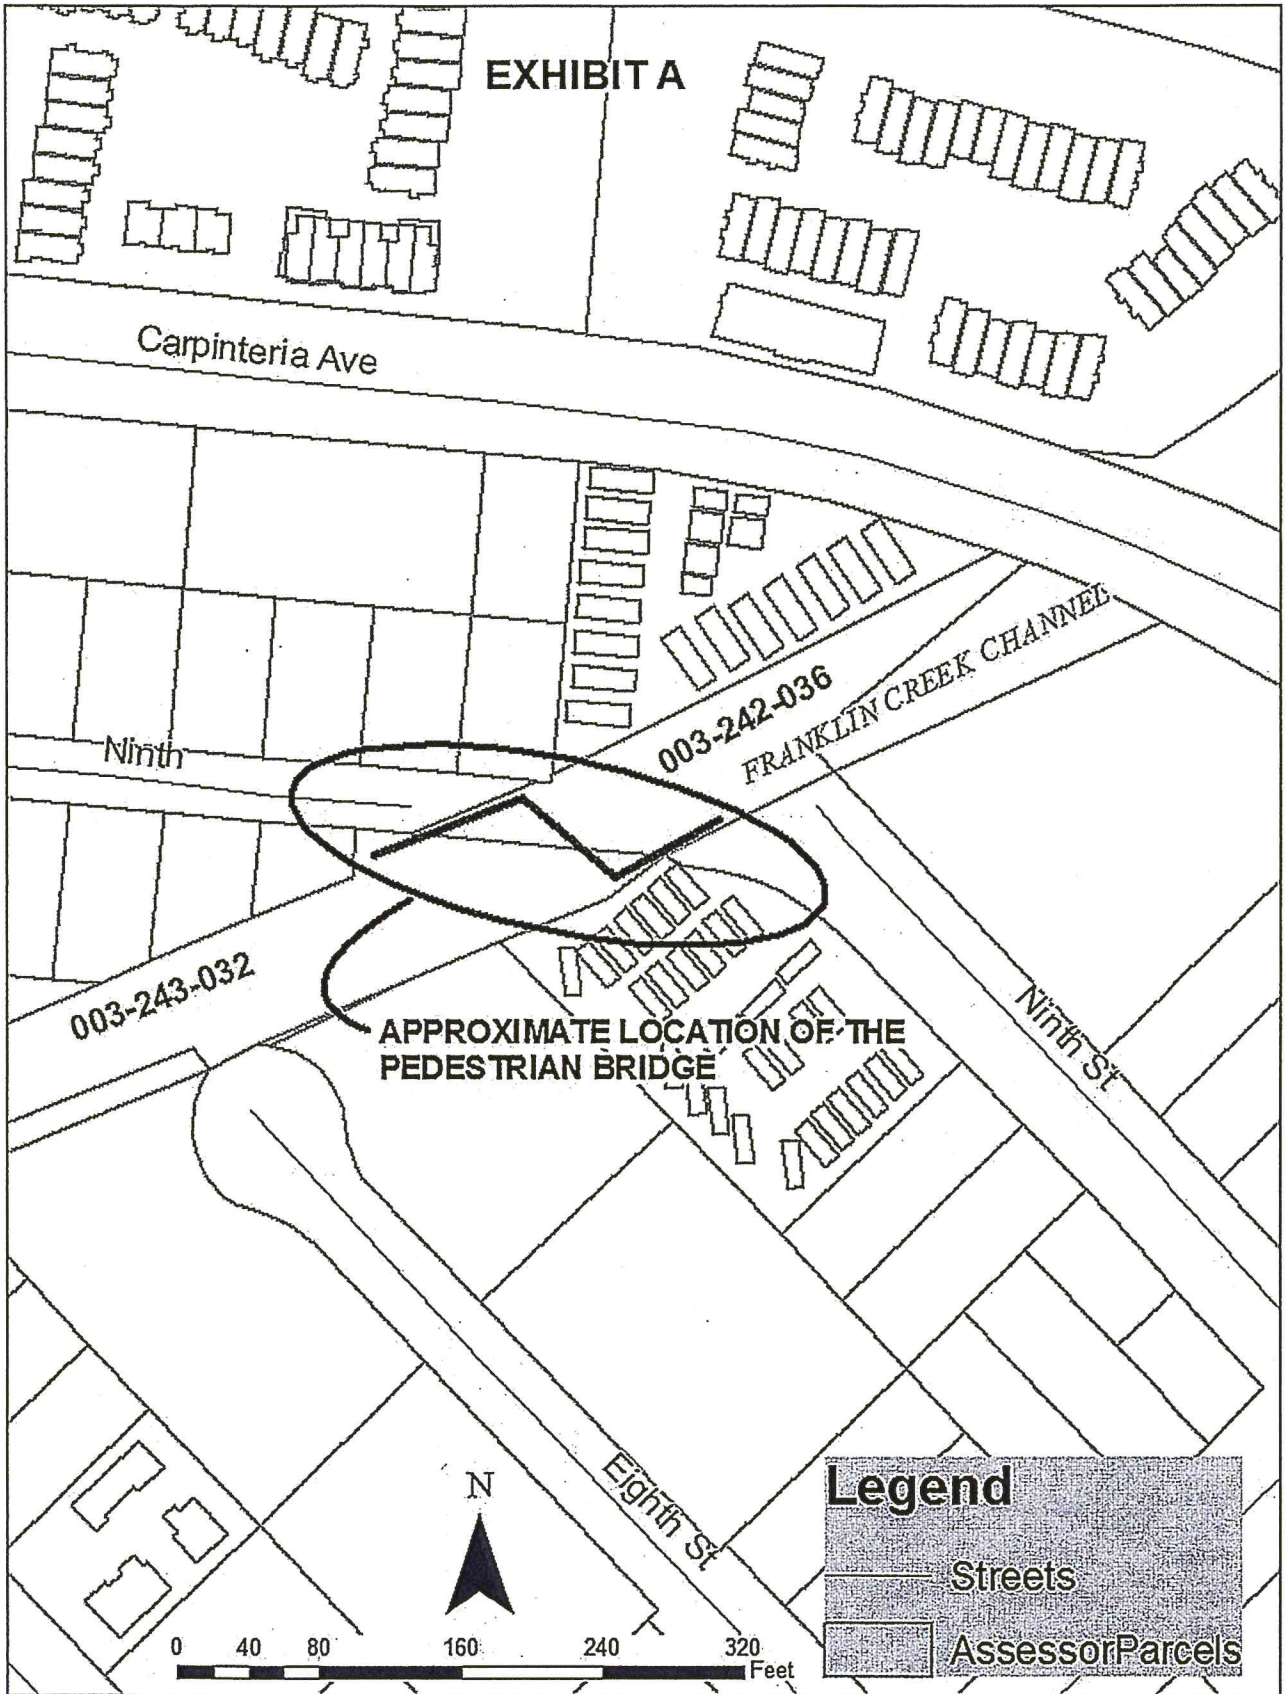 EXHIBIT A
Carpinteria Ave
003-242-036
FRANKLIN CREEK CHANNEL
Ninth
003-243-032
APPROXIMATE LOCATION OF THE
PEDESTRIAN BRIDGE
Ninth St
Eighth St
N
0 40 80 160 240 320
Feet
Legend
Streets
AssessorParcels